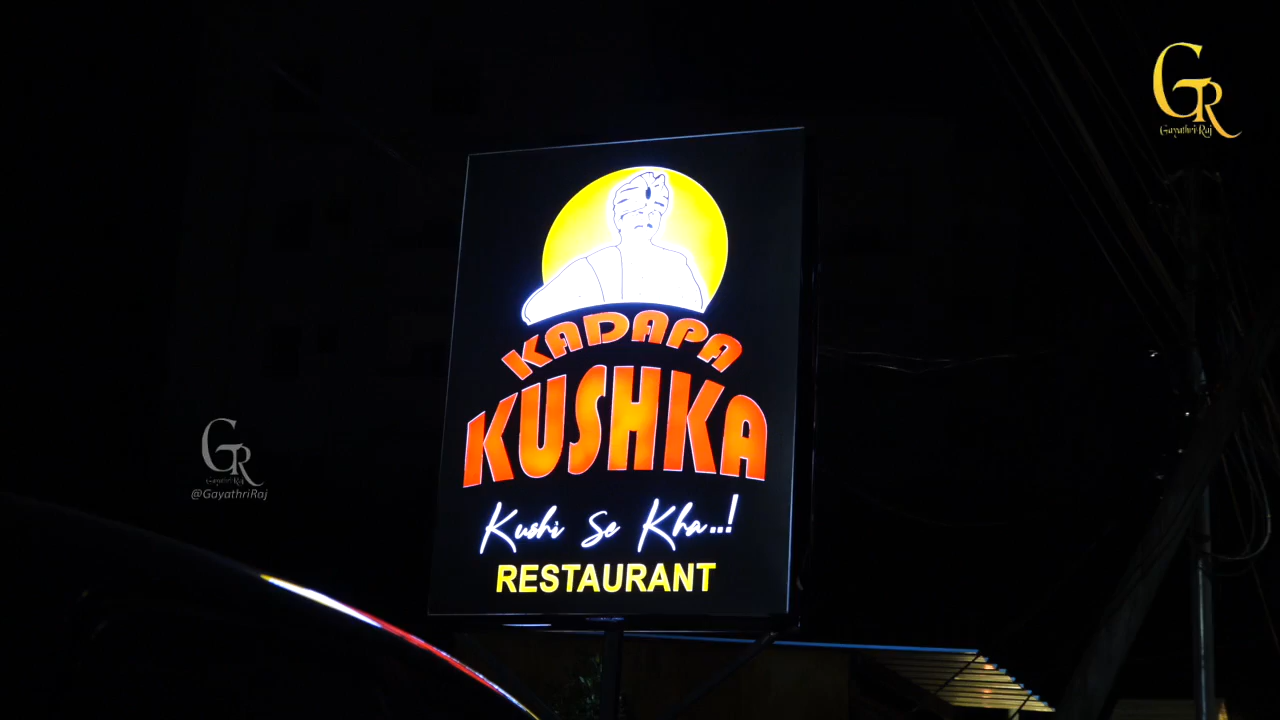 GR
Gayathri Raj
KADAPA
KUSHKA
Kushi Se Kha..!
RESTAURANT
GR
Gayathri Raj
@GayathriRaj